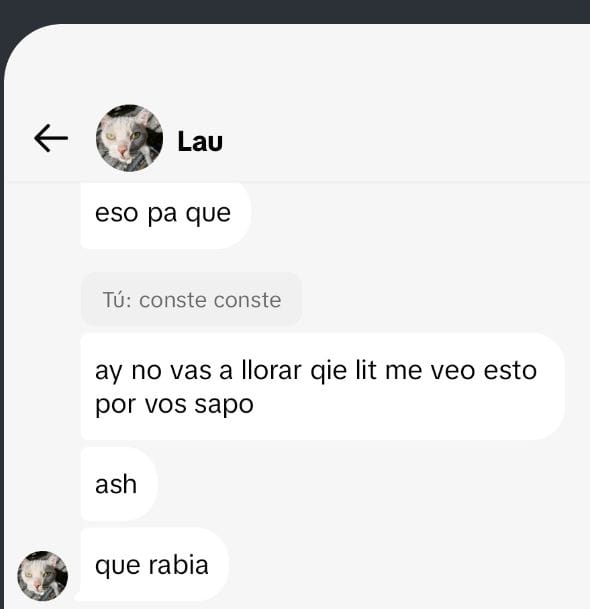 Lau
eso pa que
Tú: conste conste
ay no vas a llorar qie lit me veo esto
por vos sapo
ash
que rabia